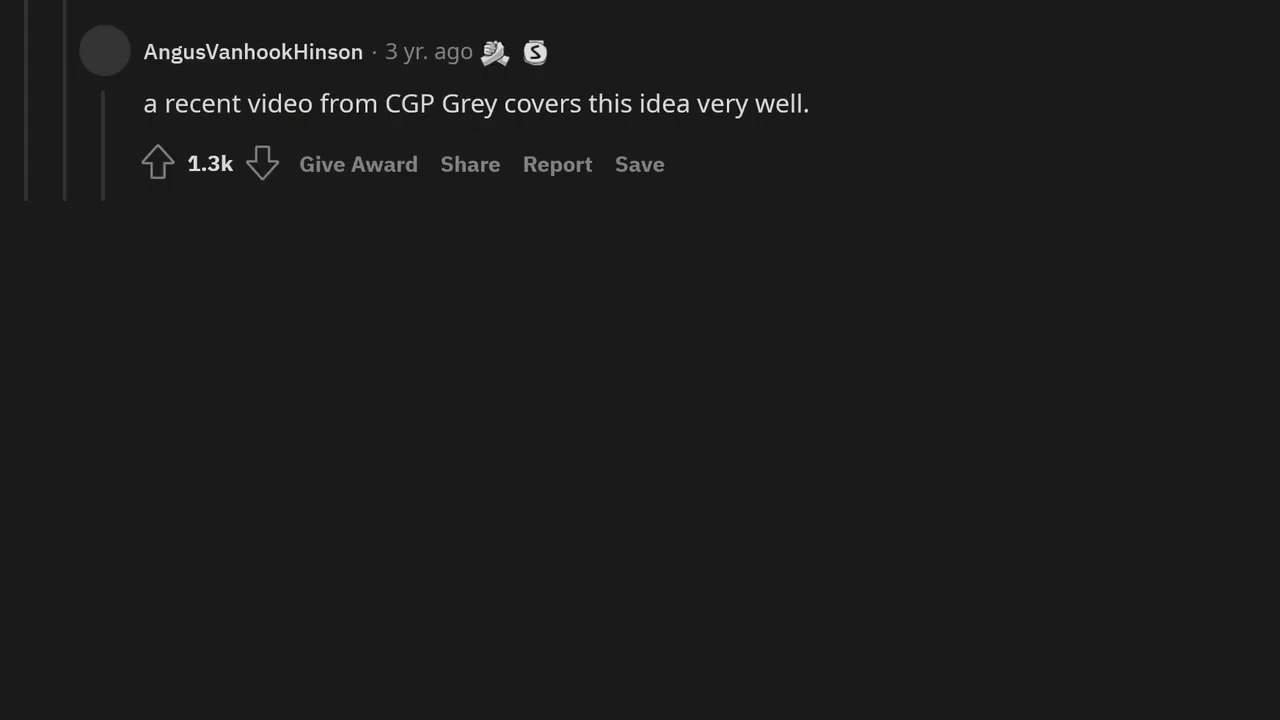 AngusVanhookHinson · 3 yr. ago
a recent video from CGP Grey covers this idea very well.
1.3k Give Award Share Report Save